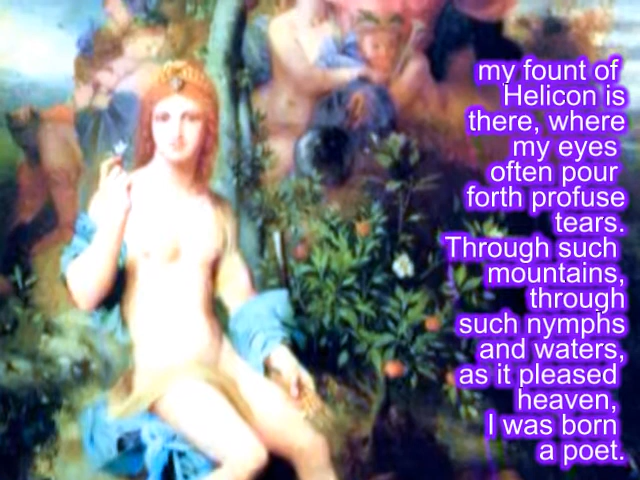 my fount of
Helicon is
there, where
my eyes
often pour
forth profuse
tears.
Through such
mountains,
through
such nymphs
and waters,
as it pleased
heaven,
I was born
a poet.